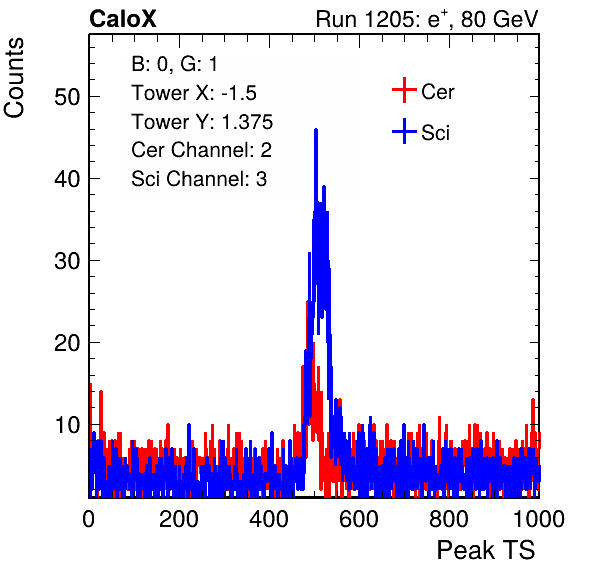 CaloX Run 1205: e⁺, 80 GeV
Counts
B: 0, G: 1
Tower X: -1.5
Tower Y: 1.375
Cer Channel: 2
Sci Channel: 3
Cer
Sci
50
40
30
20
10
0 200 400 600 800 1000
Peak TS